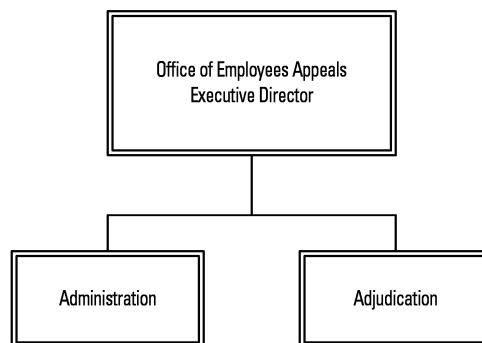 Office of Employees Appeals
Executive Director
Administration
Adjudication